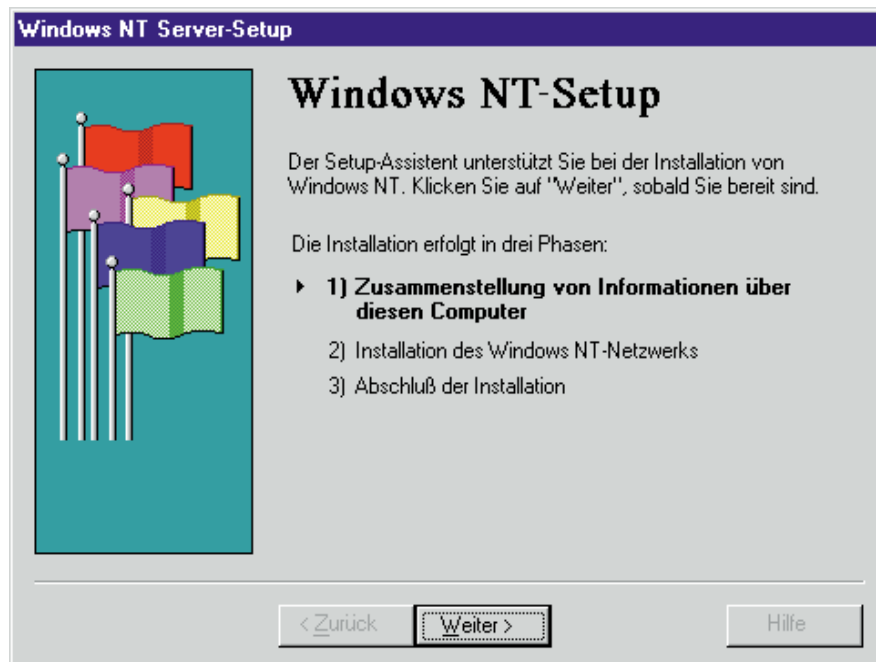 Windows NT Server-Setup
Windows NT-Setup
Der Setup-Assistent unterstützt Sie bei der Installation von
Windows NT. Klicken Sie auf "Weiter", sobald Sie bereit sind.
Die Installation erfolgt in drei Phasen:
1) Zusammenstellung von Informationen über
diesen Computer
2) Installation des Windows NT-Netzwerks
3) Abschluß der Installation
< Zurück Weiter > Hilfe